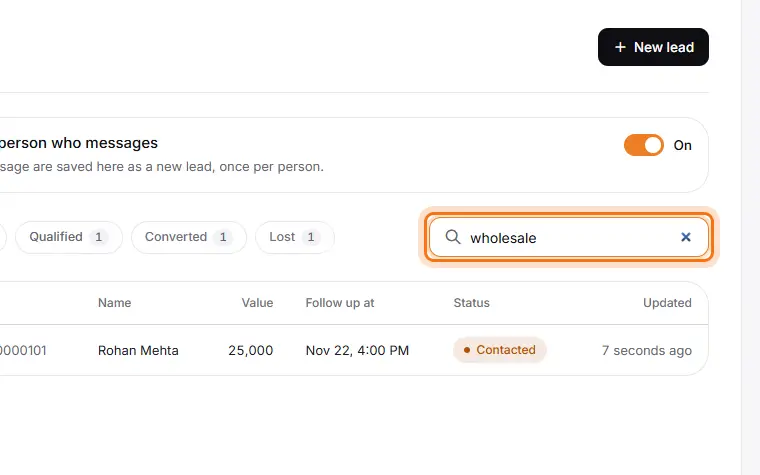 + New lead
person who messages
On
sage are saved here as a new lead, once per person.
Qualified 1 Converted 1 Lost 1
wholesale
Name Value Follow up at Status Updated
0000101 Rohan Mehta 25,000 Nov 22, 4:00 PM Contacted 7 seconds ago